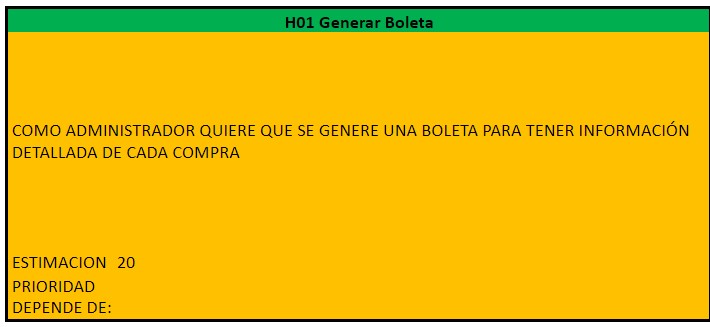 H01 Generar Boleta
COMO ADMINISTRADOR QUIERE QUE SE GENERE UNA BOLETA PARA TENER INFORMACIÓN
DETALLADA DE CADA COMPRA
ESTIMACION 20
PRIORIDAD
DEPENDE DE: